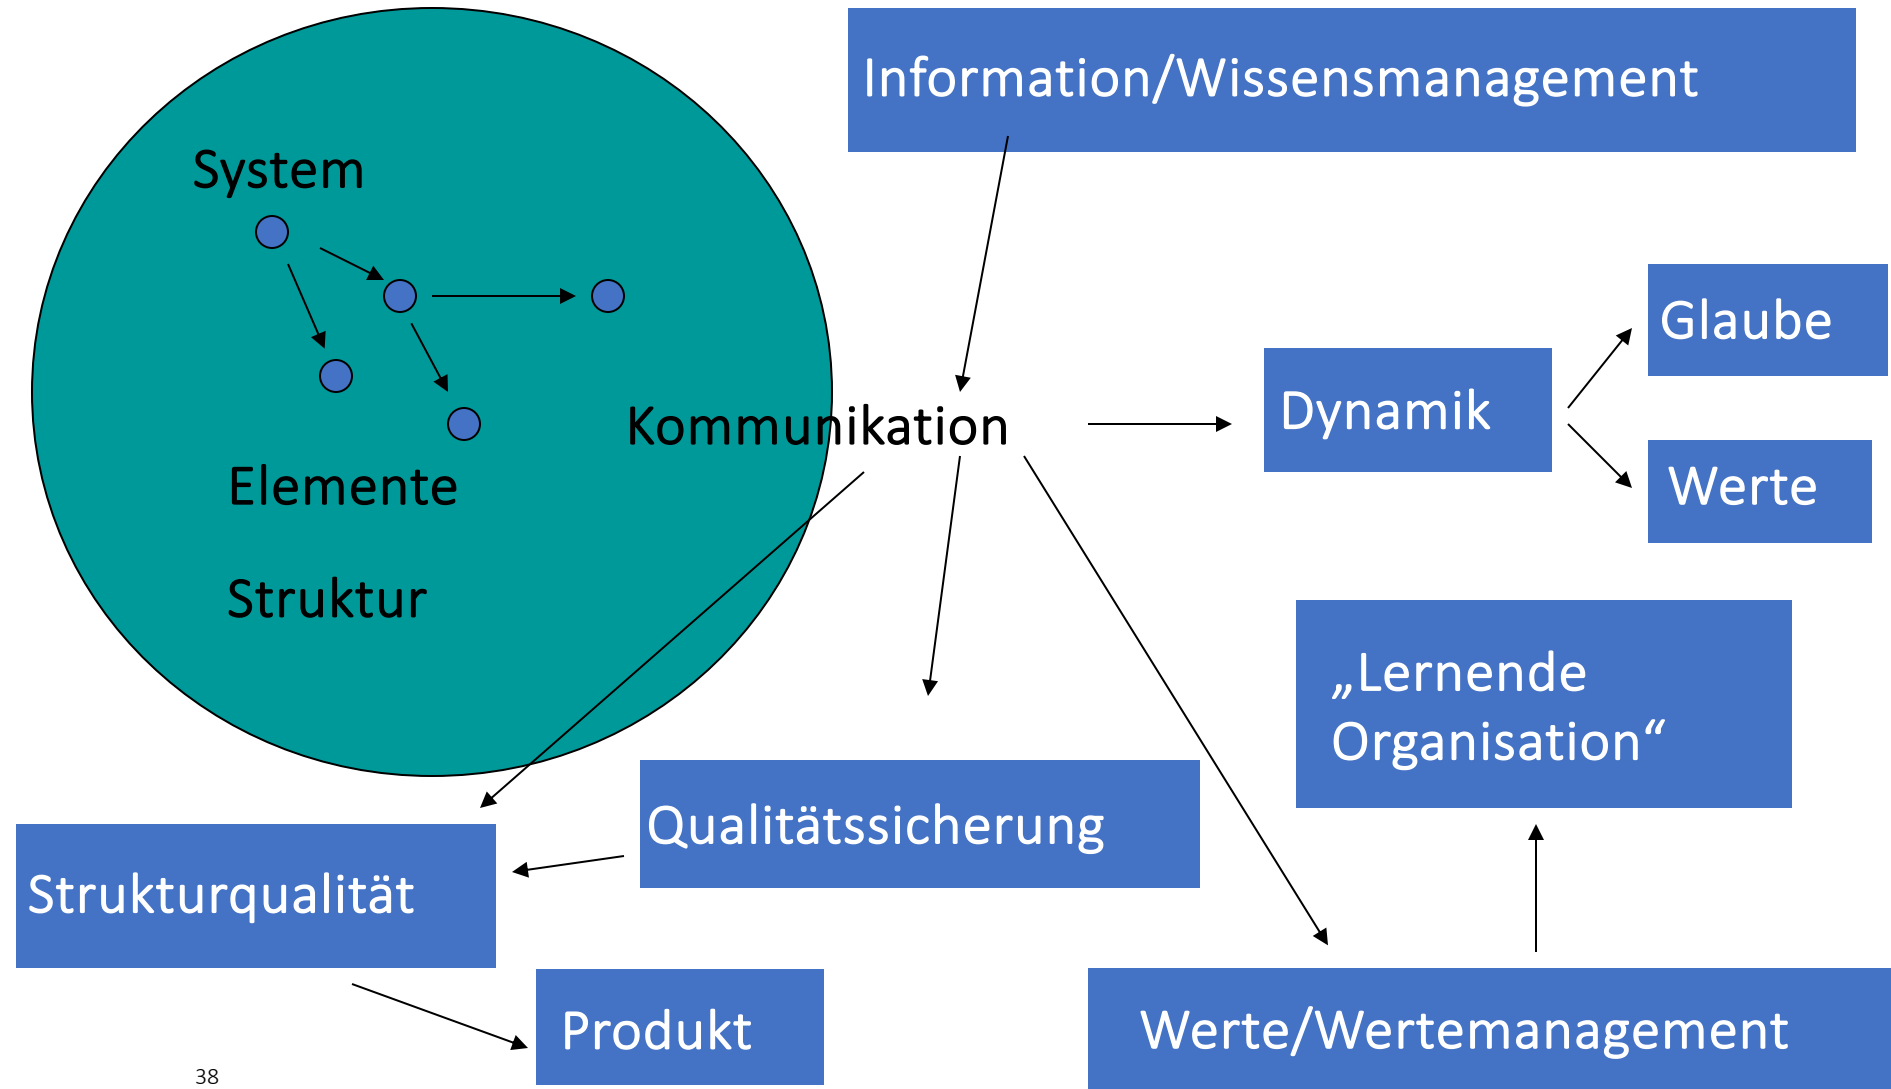 Information/Wissensmanagement
System
Glaube
Dynamik
Kommunikation
Werte
Elemente
Struktur
„Lernende
Organisation“
Qualitätssicherung
Strukturqualität
Produkt
Werte/Wertemanagement
38